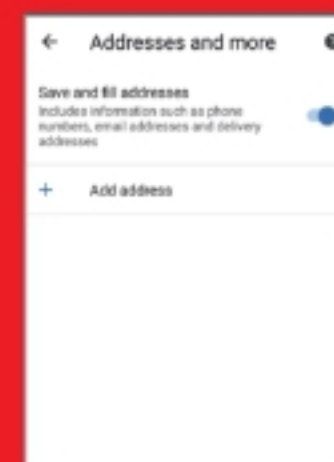 Addresses and more
Save and fill addresses
Includes information such as phone
numbers, email addresses and delivery
addresses
+ Add address